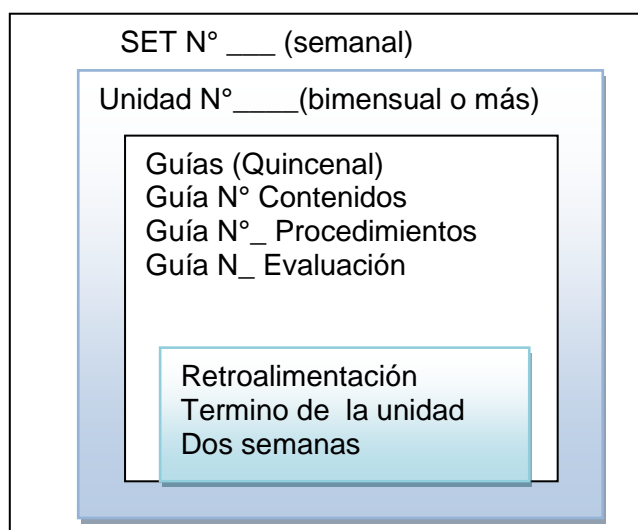 SET N° ___ (semanal)
Unidad N°____(bimensual o más)
Guías (Quincenal)
Guía N° Contenidos
Guía N°_ Procedimientos
Guía N_ Evaluación
Retroalimentación
Termino de la unidad
Dos semanas